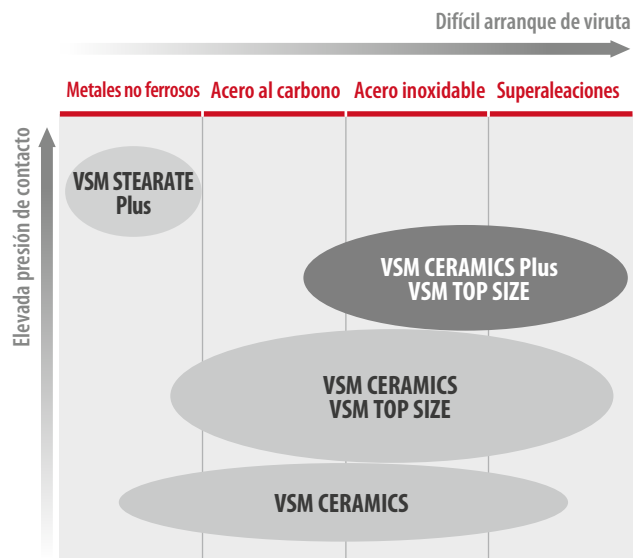 Difícil arranque de viruta
Metales no ferrosos
Acero al carbono
Acero inoxidable
Superaleaciones
Elevada presión de contacto
VSM STEARATE
Plus
VSM CERAMICS Plus
VSM TOP SIZE
VSM CERAMICS
VSM TOP SIZE
VSM CERAMICS